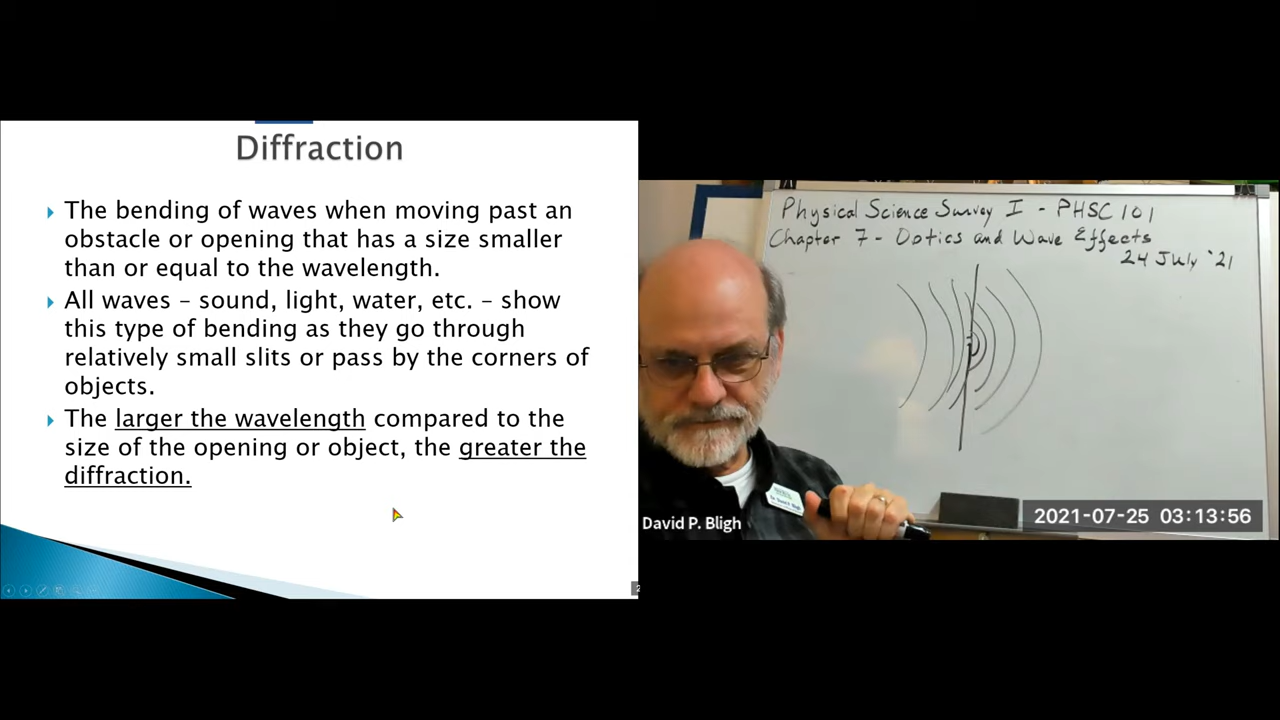 Diffraction
The bending of waves when moving past an
obstacle or opening that has a size smaller
than or equal to the wavelength.
All waves – sound, light, water, etc. – show
this type of bending as they go through
relatively small slits or pass by the corners of
objects.
The larger the wavelength compared to the
size of the opening or object, the greater the
diffraction.
Physical Science Survey I - PHSC 101
Chapter 7 - Optics and Wave Effects
24 July '21
David P. Bligh
2021-07-25 03:13:56